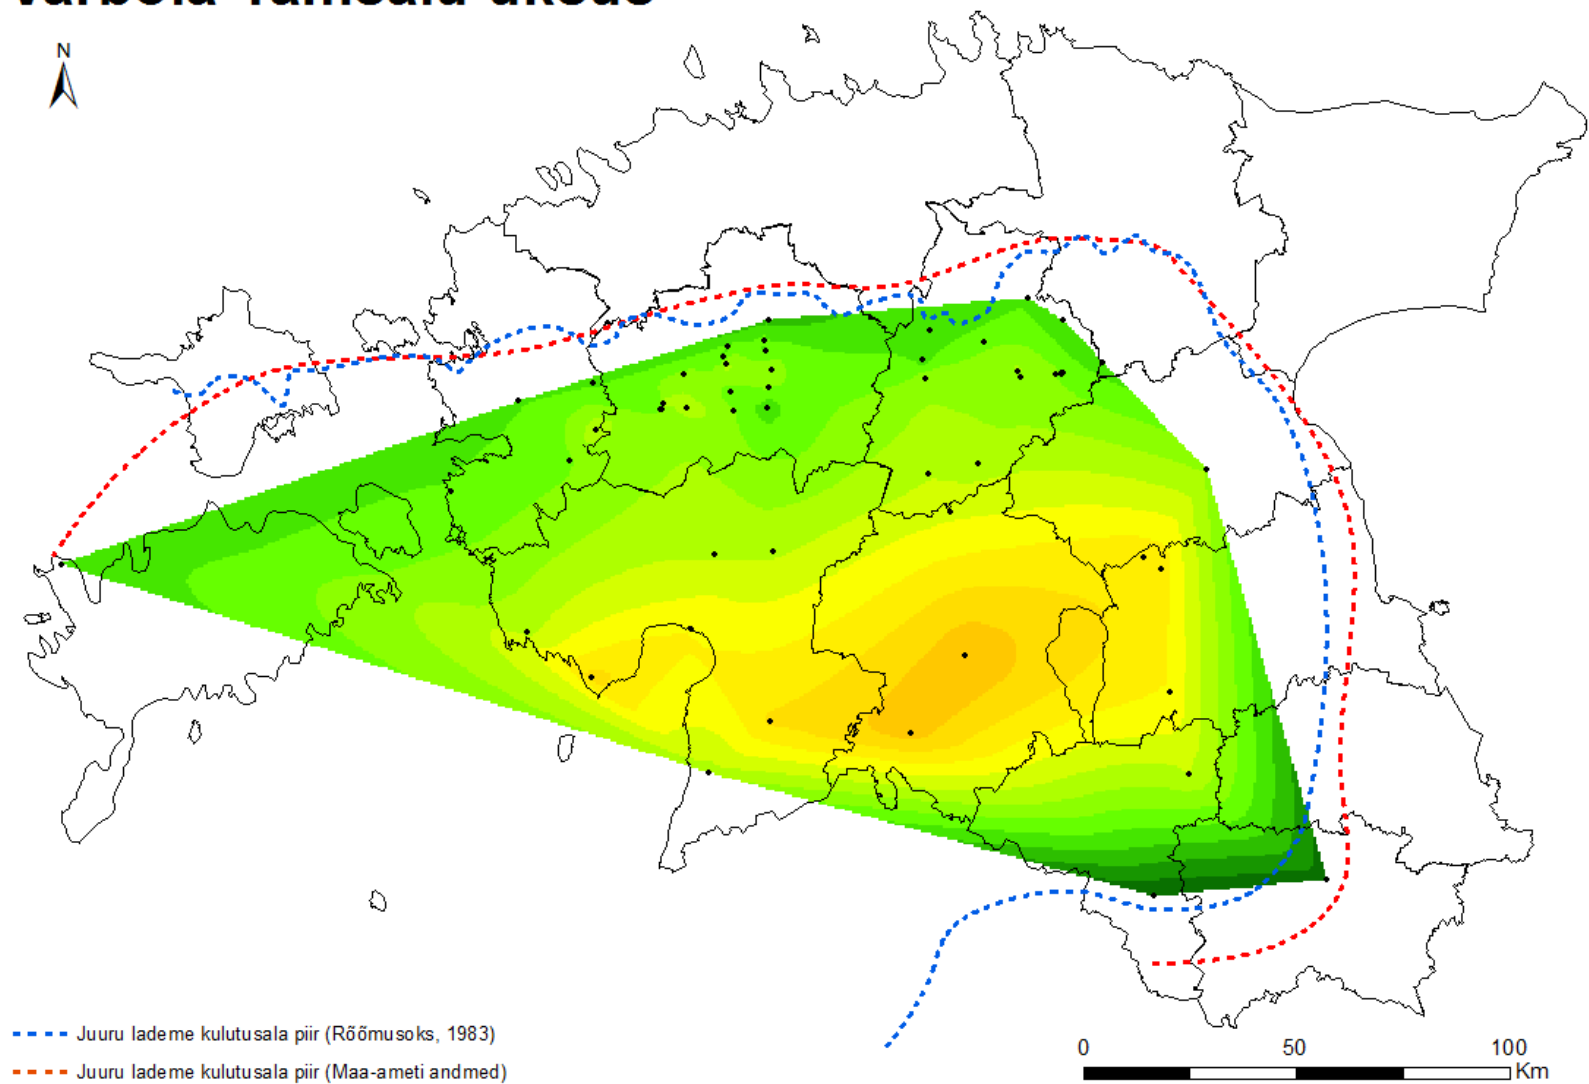 N
Juuru lademe kulutusala piir (Rõõmusoks, 1983)
Juuru lademe kulutusala piir (Maa-ameti andmed)
0 50 100
Km